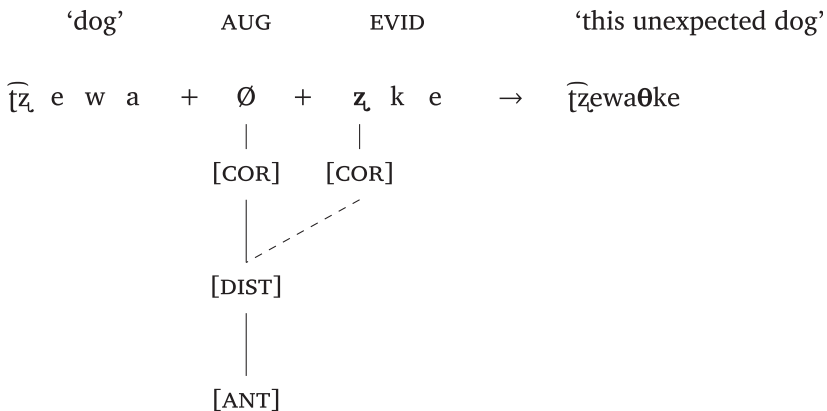 ‘dog’ AUG EVID ‘this unexpected dog’
ʈ͡ʐ e w a + Ø + ʐ k e → ʈ͡ʐewaθke
[COR] [COR]
[DIST]
[ANT]